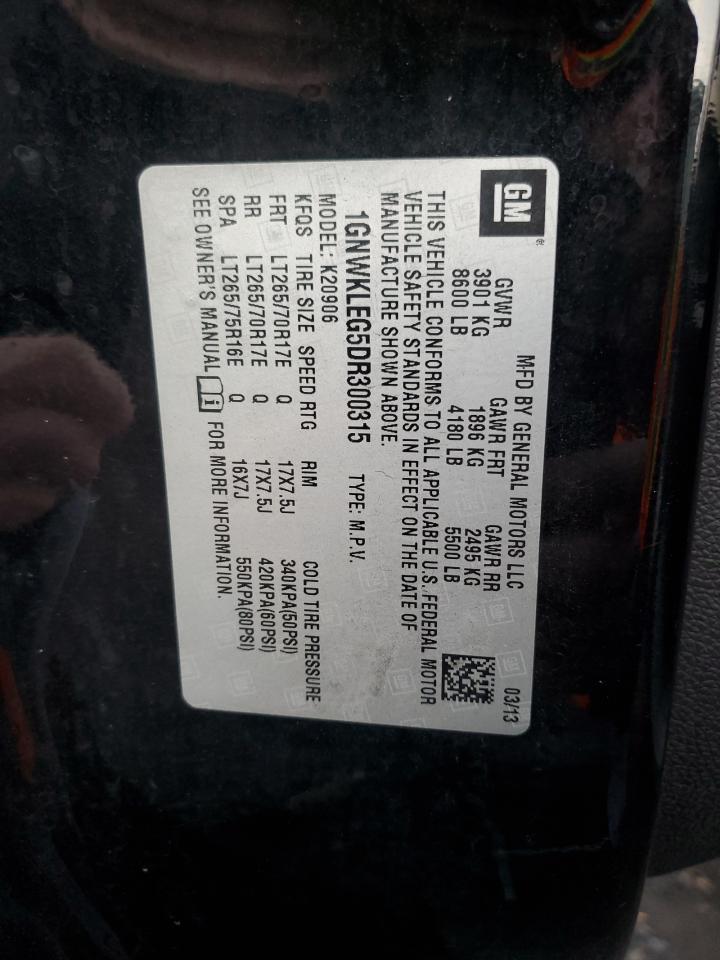 GM
MFD BY GENERAL MOTORS LLC 03/13
GVWR GAWR FRT GAWR RR
3901 KG 1896 KG 2495 KG
8600 LB 4180 LB 5500 LB
THIS VEHICLE CONFORMS TO ALL APPLICABLE U.S. FEDERAL MOTOR
VEHICLE SAFETY STANDARDS IN EFFECT ON THE DATE OF
MANUFACTURE SHOWN ABOVE.
1GNWKLEG5DR300315 TYPE: M.P.V.
MODEL: K20906
KFQS TIRE SIZE SPEED RTG RIM COLD TIRE PRESSURE
FRT LT265/70R17E Q 17X7.5J 340KPA(50PSI)
RR LT265/70R17E Q 17X7.5J 420KPA(60PSI)
SPA LT265/75R16E Q 16X7J 550KPA(80PSI)
SEE OWNER'S MANUAL FOR MORE INFORMATION.